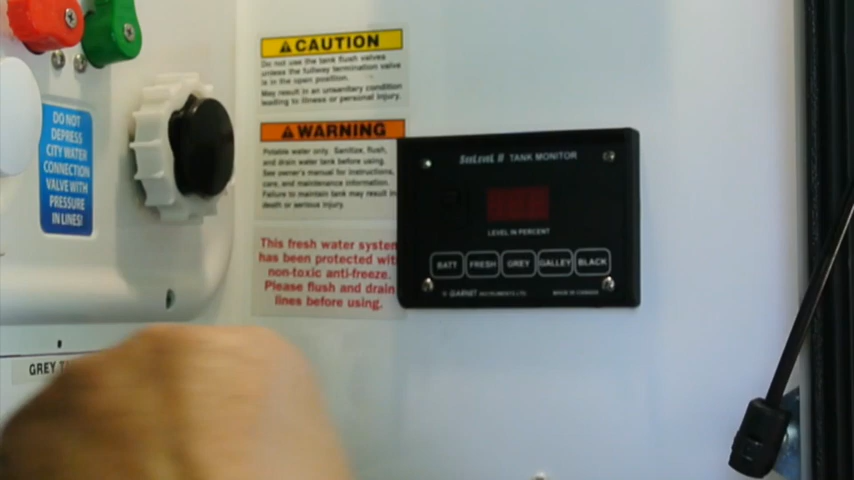 DO NOT
DEPRESS
CITY WATER
CONNECTION
VALVE WITH
PRESSURE
IN LINES!
CAUTION
Do not use the tank flush valves
unless the fullway termination valve
is in the open position.
May result in an unsanitary condition
leading to illness or personal injury.
WARNING
Potable water only. Sanitize, flush,
and drain water tank before using.
See owner's manual for instructions,
care, and maintenance information.
Failure to maintain tank may result in
death or serious injury.
This fresh water system
has been protected with
non-toxic anti-freeze.
Please flush and drain
lines before using.
SeeLeveL II TANK MONITOR
LEVEL IN PERCENT
BATT FRESH GREY GALLEY BLACK
© GARNET INSTRUMENTS LTD. MADE IN CANADA
GREY